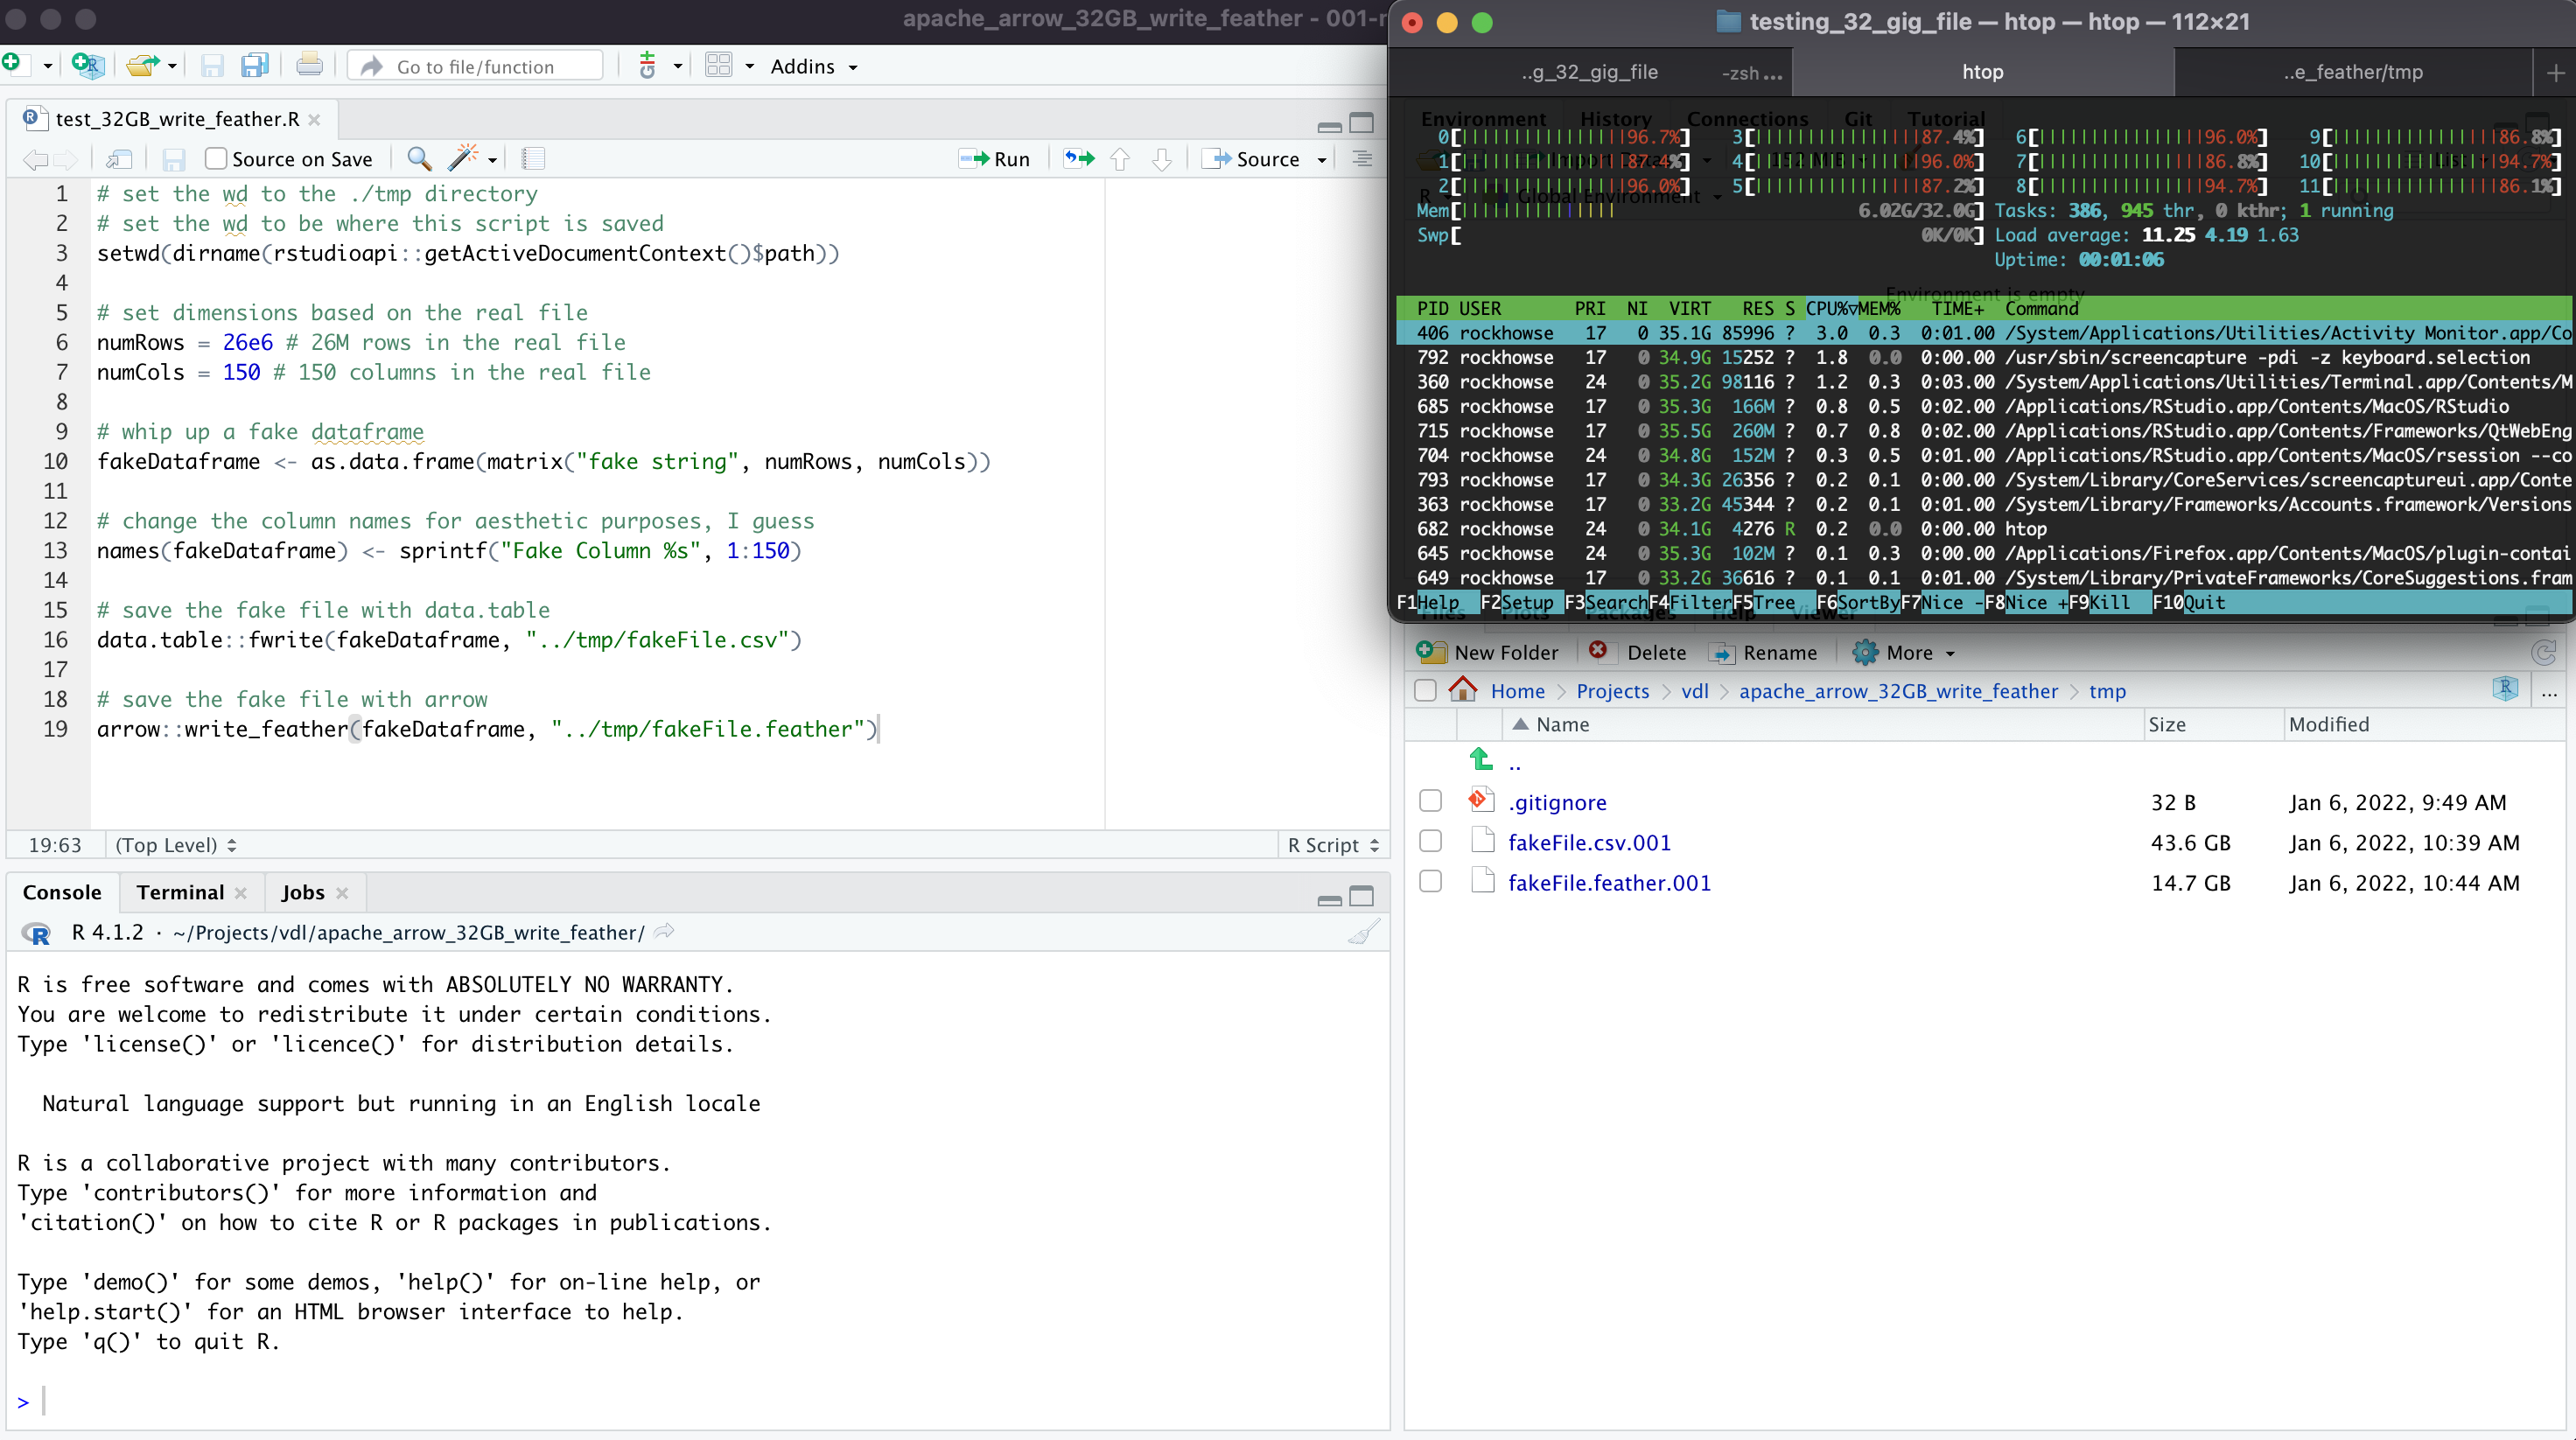 apache_arrow_32GB_write_feather - 001-r
Go to file/function
Addins
test_32GB_write_feather.R
Source on Save
Run
Source
1 # set the wd to the ./tmp directory
2 # set the wd to be where this script is saved
3 setwd(dirname(rstudioapi::getActiveDocumentContext()$path))
4
5 # set dimensions based on the real file
6 numRows = 26e6 # 26M rows in the real file
7 numCols = 150 # 150 columns in the real file
8
9 # whip up a fake dataframe
10 fakeDataframe <- as.data.frame(matrix("fake string", numRows, numCols))
11
12 # change the column names for aesthetic purposes, I guess
13 names(fakeDataframe) <- sprintf("Fake Column %s", 1:150)
14
15 # save the fake file with data.table
16 data.table::fwrite(fakeDataframe, "../tmp/fakeFile.csv")
17
18 # save the fake file with arrow
19 arrow::write_feather(fakeDataframe, "../tmp/fakeFile.feather")
19:63 (Top Level) R Script
Console Terminal Jobs
R 4.1.2 · ~/Projects/vdl/apache_arrow_32GB_write_feather/
R is free software and comes with ABSOLUTELY NO WARRANTY.
You are welcome to redistribute it under certain conditions.
Type 'license()' or 'licence()' for distribution details.
Natural language support but running in an English locale
R is a collaborative project with many contributors.
Type 'contributors()' for more information and
'citation()' on how to cite R or R packages in publications.
Type 'demo()' for some demos, 'help()' for on-line help, or
'help.start()' for an HTML browser interface to help.
Type 'q()' to quit R.
>
testing_32_gig_file — htop — htop — 112×21
..g_32_gig_file -zsh ... htop ..e_feather/tmp
Environment History Connections Git Tutorial
0[96.7%] 3[87.4%] 6[96.0%] 9[86.8%]
1[87.4%] 4[96.0%] 7[86.8%] 10[94.7%]
2[96.0%] 5[87.2%] 8[94.7%] 11[86.1%]
Global Environment
Mem[6.02G/32.0G] Tasks: 386, 945 thr, 0 kthr; 1 running
Swp[0K/0K] Load average: 11.25 4.19 1.63
Uptime: 00:01:06
Environment is empty
PID USER PRI NI VIRT RES S CPU%▽MEM% TIME+ Command
406 rockhowse 17 0 35.1G 85996 ? 3.0 0.3 0:01.00 /System/Applications/Utilities/Activity Monitor.app/Co
792 rockhowse 17 0 34.9G 15252 ? 1.8 0.0 0:00.00 /usr/sbin/screencapture -pdi -z keyboard.selection
360 rockhowse 24 0 35.2G 98116 ? 1.2 0.3 0:03.00 /System/Applications/Utilities/Terminal.app/Contents/M
685 rockhowse 17 0 35.3G 166M ? 0.8 0.5 0:02.00 /Applications/RStudio.app/Contents/MacOS/RStudio
715 rockhowse 17 0 35.5G 260M ? 0.7 0.8 0:02.00 /Applications/RStudio.app/Contents/Frameworks/QtWebEng
704 rockhowse 24 0 34.8G 152M ? 0.3 0.5 0:01.00 /Applications/RStudio.app/Contents/MacOS/rsession --co
793 rockhowse 17 0 34.3G 26356 ? 0.2 0.1 0:00.00 /System/Library/CoreServices/screencaptureui.app/Conte
363 rockhowse 17 0 33.2G 45344 ? 0.2 0.1 0:01.00 /System/Library/Frameworks/Accounts.framework/Versions
682 rockhowse 24 0 34.1G 4276 R 0.2 0.0 0:00.00 htop
645 rockhowse 24 0 35.3G 102M ? 0.1 0.3 0:00.00 /Applications/Firefox.app/Contents/MacOS/plugin-contai
649 rockhowse 17 0 33.2G 36616 ? 0.1 0.1 0:01.00 /System/Library/PrivateFrameworks/CoreSuggestions.fram
F1Help F2Setup F3SearchF4FilterF5Tree F6SortByF7Nice -F8Nice +F9Kill F10Quit
Files Plots Packages Help Viewer
New Folder Delete Rename More
Home Projects vdl apache_arrow_32GB_write_feather tmp ...
Name Size Modified
..
.gitignore 32 B Jan 6, 2022, 9:49 AM
fakeFile.csv.001 43.6 GB Jan 6, 2022, 10:39 AM
fakeFile.feather.001 14.7 GB Jan 6, 2022, 10:44 AM